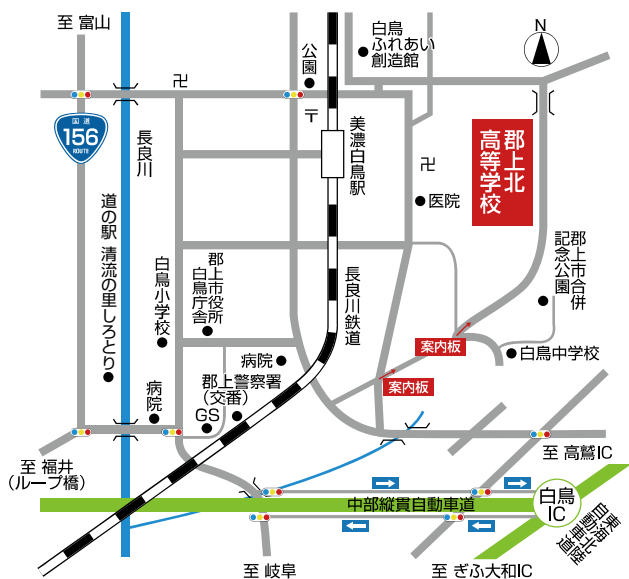 至 富山
白鳥
ふれあい
創造館
N
公園
〒
卍
国道
156
ROUTE
長良川
美濃白鳥駅
卍
郡上北
高等学校
医院
道の駅 清流の里しろとり
白鳥小学校
郡上市役所
白鳥庁舎
長良川鉄道
郡上市合併
記念公園
案内板
白鳥中学校
病院
案内板
郡上警察署
（交番）
病院
GS
至 高鷲IC
至 福井
（ループ橋）
中部縦貫自動車道
白鳥
IC
東海北陸
自動車道
至 岐阜
至 ぎふ大和IC